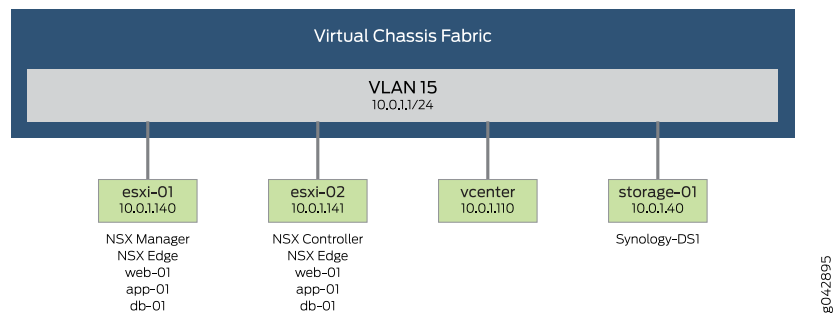 Virtual Chassis Fabric
VLAN 15
10.0.1.1/24
esxi-01
10.0.1.140
esxi-02
10.0.1.141
vcenter
10.0.1.110
storage-01
10.0.1.40
NSX Manager
NSX Edge
web-01
app-01
db-01
NSX Controller
NSX Edge
web-01
app-01
db-01
Synology-DS1
g042895